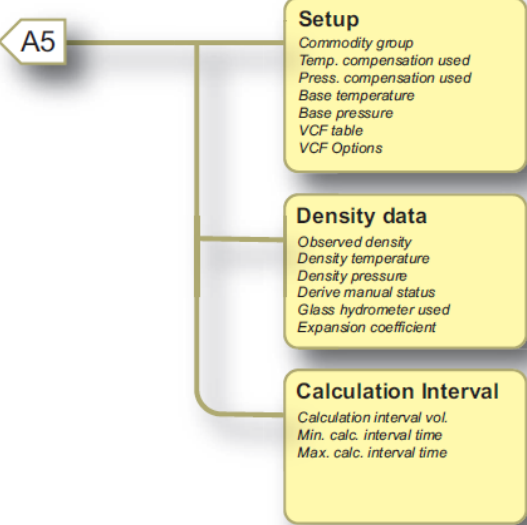 A5
Setup
Commodity group
Temp. compensation used
Press. compensation used
Base temperature
Base pressure
VCF table
VCF Options
Density data
Observed density
Density temperature
Density pressure
Derive manual status
Glass hydrometer used
Expansion coefficient
Calculation Interval
Calculation interval vol.
Min. calc. interval time
Max. calc. interval time